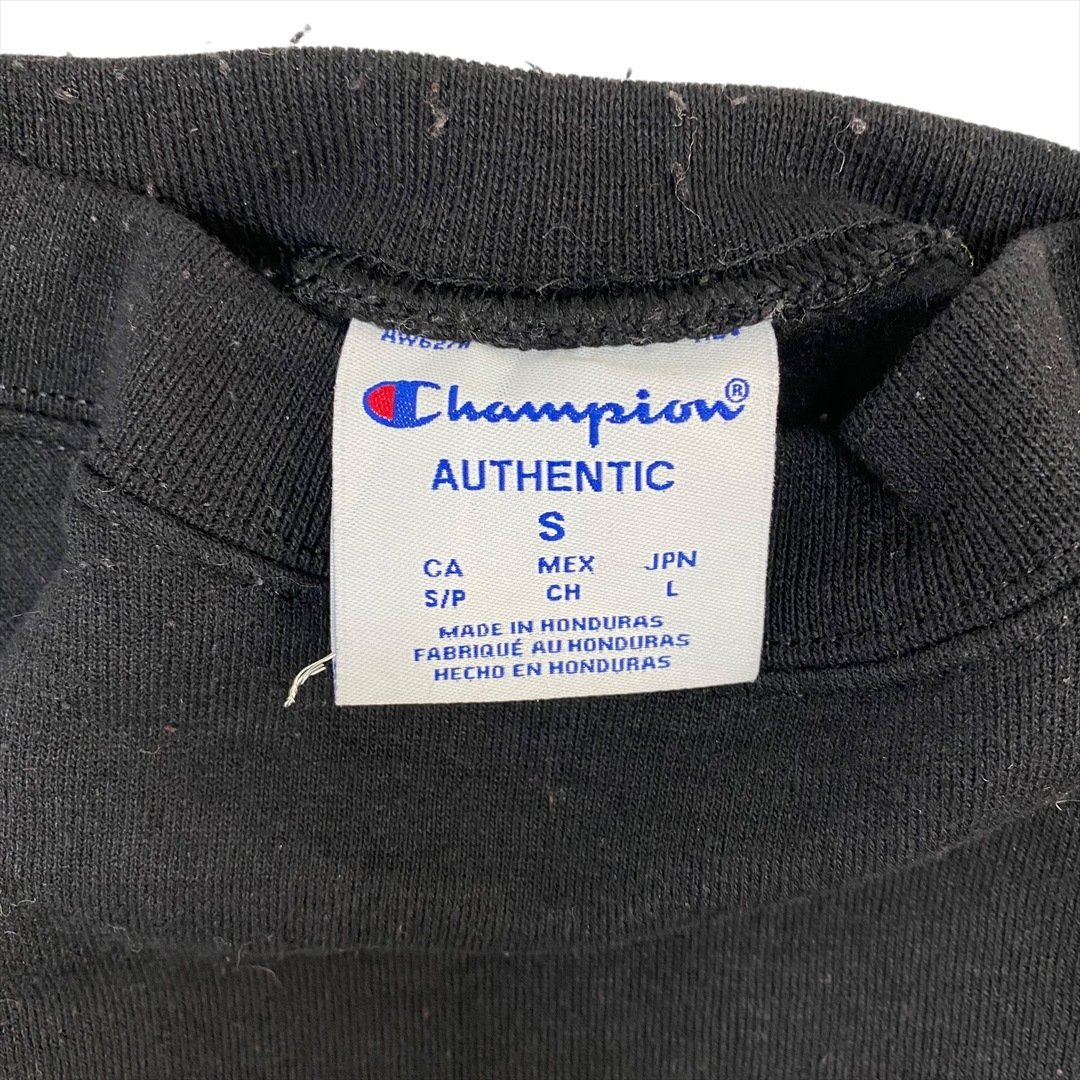 Champion®
AUTHENTIC
S
CA MEX JPN
S/P CH L
MADE IN HONDURAS
FABRIQUÉ AU HONDURAS
HECHO EN HONDURAS